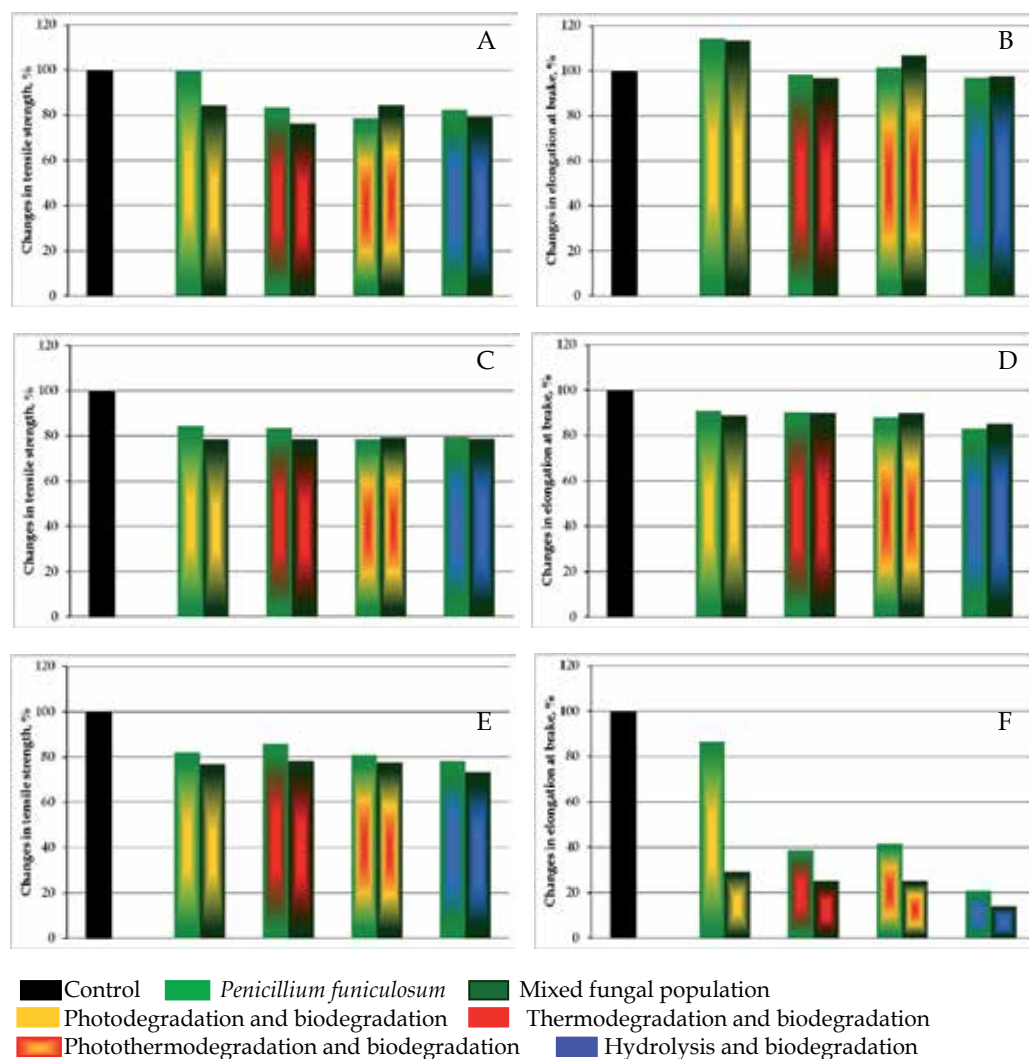 120
100
80
60
40
20
0
Changes in tensile strength, %
A
120
100
80
60
40
20
0
Changes in elongation at brake, %
B
120
100
80
60
40
20
0
Changes in tensile strength, %
C
120
100
80
60
40
20
0
Changes in elongation at brake, %
D
120
100
80
60
40
20
0
Changes in tensile strength, %
E
120
100
80
60
40
20
0
Changes in elongation at brake, %
F
Control Penicillium funiculosum Mixed fungal population
Photodegradation and biodegradation Thermodegradation and biodegradation
Photothermodegradation and biodegradation Hydrolysis and biodegradation